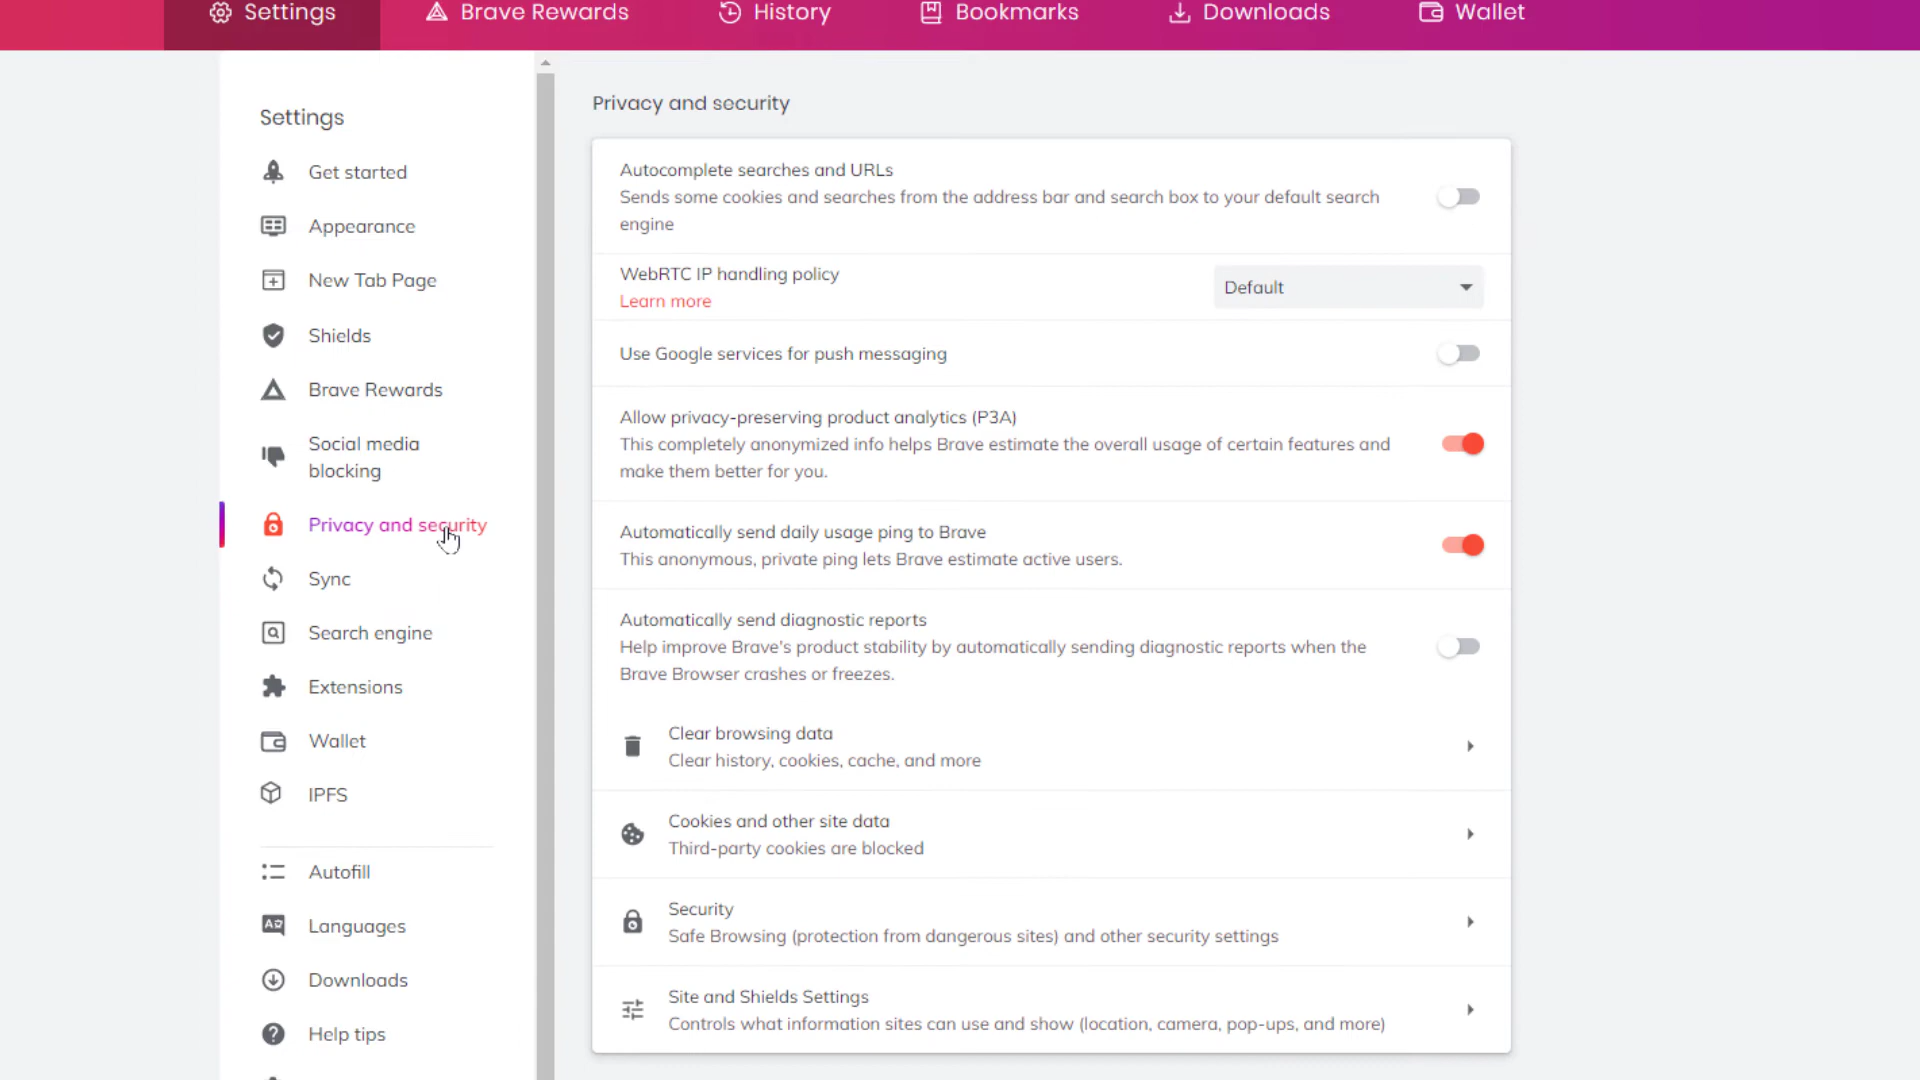 Settings
Brave Rewards
History
Bookmarks
Downloads
Wallet
Settings
Get started
Appearance
New Tab Page
Shields
Brave Rewards
Social media
blocking
Privacy and security
Sync
Search engine
Extensions
Wallet
IPFS
Autofill
Languages
Downloads
Help tips
Privacy and security
Autocomplete searches and URLs
Sends some cookies and searches from the address bar and search box to your default search
engine
WebRTC IP handling policy
Learn more
Default
Use Google services for push messaging
Allow privacy-preserving product analytics (P3A)
This completely anonymized info helps Brave estimate the overall usage of certain features and
make them better for you.
Automatically send daily usage ping to Brave
This anonymous, private ping lets Brave estimate active users.
Automatically send diagnostic reports
Help improve Brave's product stability by automatically sending diagnostic reports when the
Brave Browser crashes or freezes.
Clear browsing data
Clear history, cookies, cache, and more
Cookies and other site data
Third-party cookies are blocked
Security
Safe Browsing (protection from dangerous sites) and other security settings
Site and Shields Settings
Controls what information sites can use and show (location, camera, pop-ups, and more)